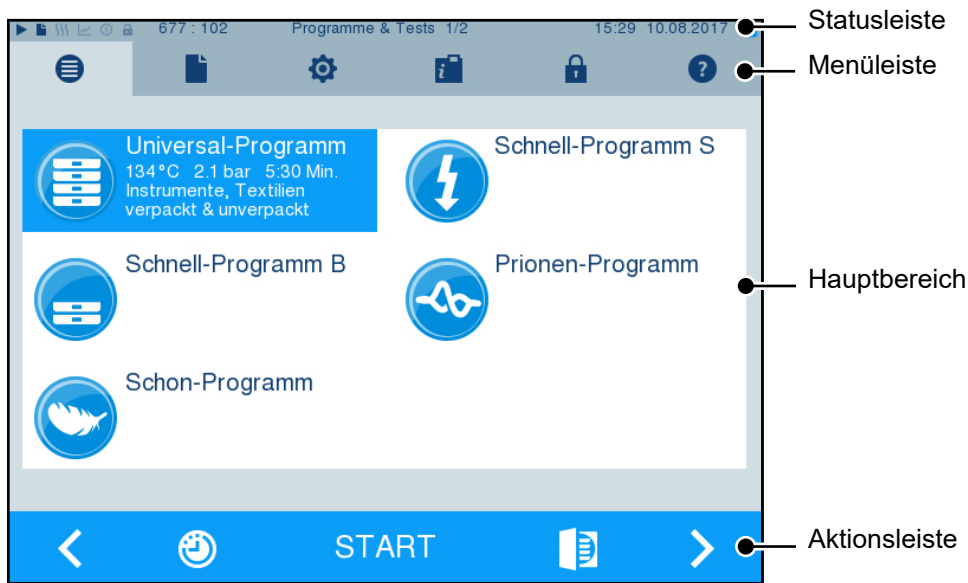 677 : 102 Programme & Tests 1/2 15:29 10.08.2017
Statusleiste
Menüleiste
Universal-Programm
134°C 2.1 bar 5:30 Min.
Instrumente, Textilien
verpackt & unverpackt
Schnell-Programm S
Schnell-Programm B
Prionen-Programm
Hauptbereich
Schon-Programm
START
Aktionsleiste